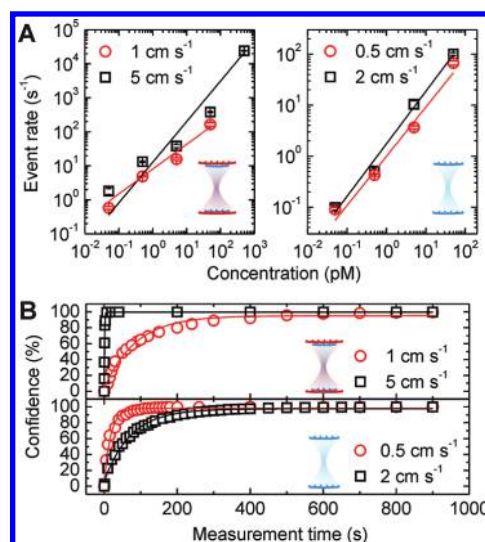 A
1 cm s⁻¹
5 cm s⁻¹
0.5 cm s⁻¹
2 cm s⁻¹
Event rate (s⁻¹)
10⁵
10⁴
10³
10²
10¹
10⁰
10⁻¹
10⁻² 10⁻¹ 10⁰ 10¹ 10² 10³
10²
10¹
10⁰
10⁻¹
10⁻² 10⁻¹ 10⁰ 10¹ 10²
Concentration (pM)
B
Confidence (%)
100
80
60
40
20
0
1 cm s⁻¹
5 cm s⁻¹
100
80
60
40
20
0
0.5 cm s⁻¹
2 cm s⁻¹
0 200 400 600 800 1000
Measurement time (s)